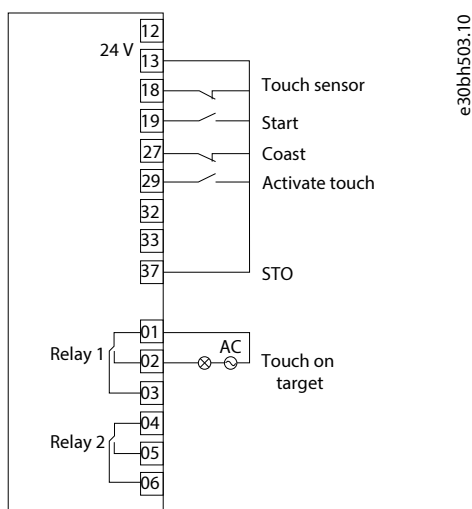 12
24 V
13
18
Touch sensor
19
Start
27
Coast
29
Activate touch
32
33
37
STO
01
Relay 1
02
AC
Touch on
target
03
04
Relay 2
05
06
e30bh503.10